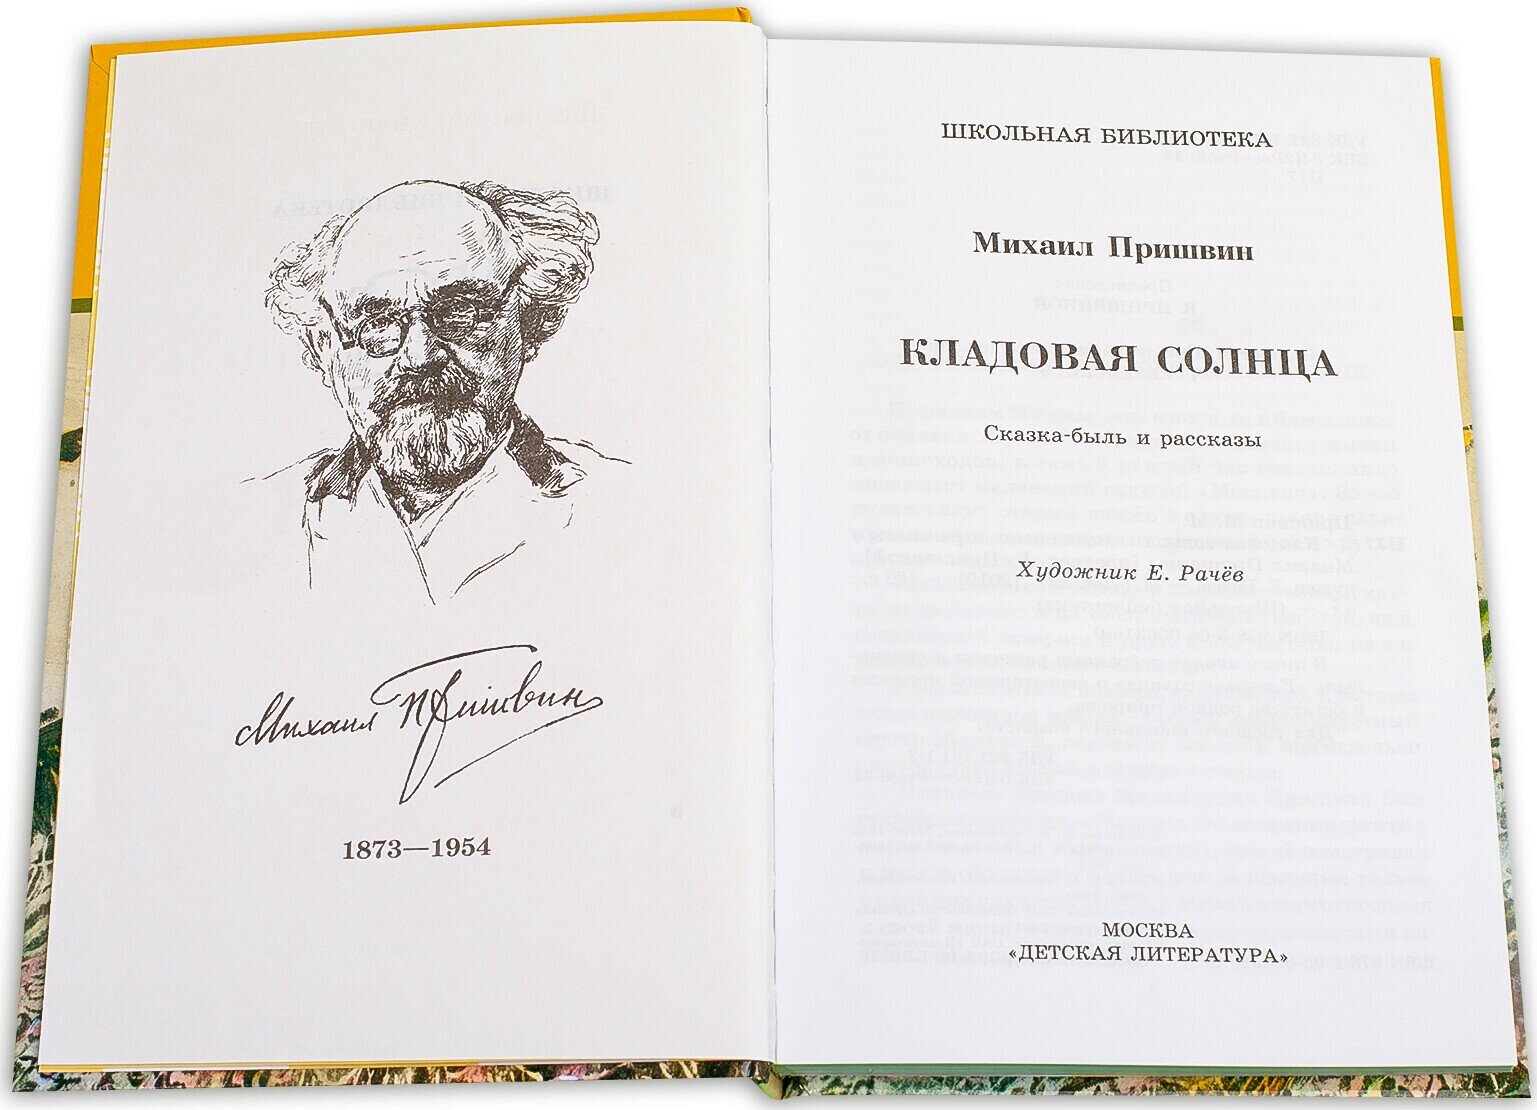 Михаил Пришвин
1873—1954
ШКОЛЬНАЯ БИБЛИОТЕКА
Михаил Пришвин
КЛАДОВАЯ СОЛНЦА
Сказка-быль и рассказы
Художник Е. Рачёв
МОСКВА
«ДЕТСКАЯ ЛИТЕРАТУРА»